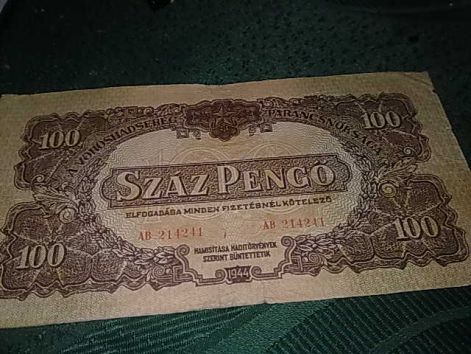 A VÖRÖSHADSEREG PARANCSNOKSÁGA
100 100
SZÁZ PENGŐ
ELFOGADÁSA MINDEN FIZETÉSNÉL KÖTELEZŐ
AB 214241 AB 214241
HAMISÍTÁSA HADITÖRVÉNYEK
SZERINT BÜNTETTETIK
100 100
1944